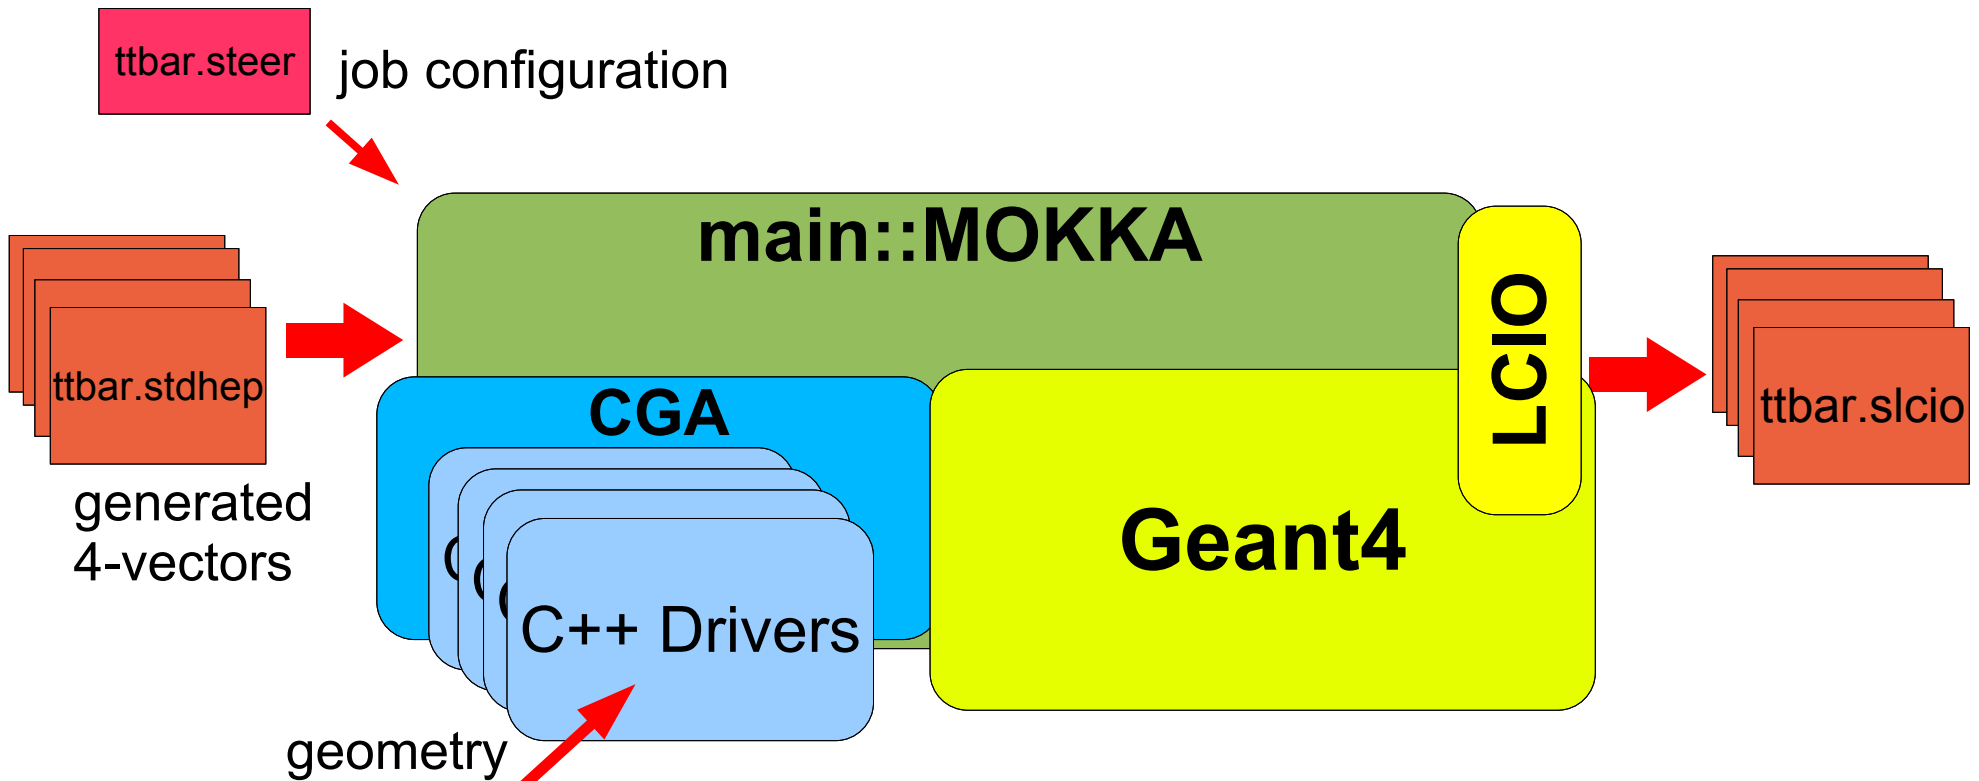 ttbar.steer
job configuration
main::MOKKA
LCIO
ttbar.stdhep
ttbar.slcio
CGA
generated
4-vectors
Geant4
C++ Drivers
geometry